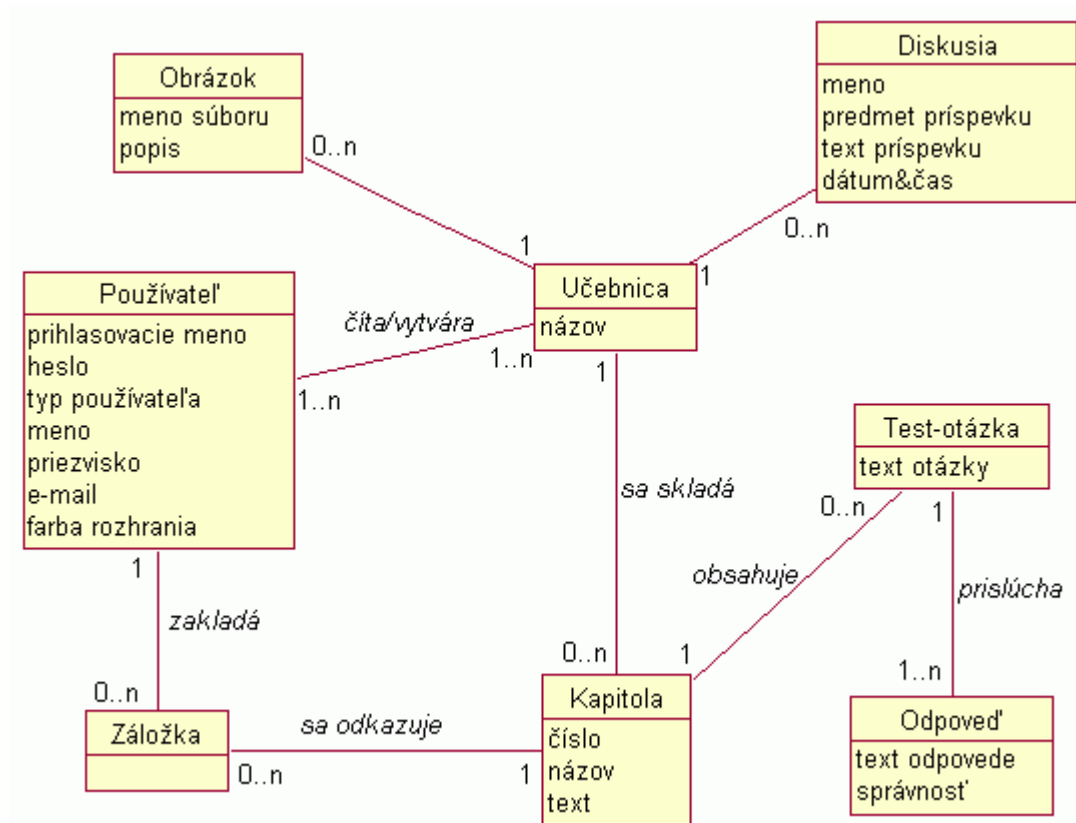 Obrázok
meno súboru
popis
0..n
Diskusia
meno
predmet príspevku
text príspevku
dátum&čas
0..n
1
1
Učebnica
názov
Používateľ
prihlasovacie meno
heslo
typ používateľa
meno
priezvisko
e-mail
farba rozhrania
číta/vytvára
1..n
1..n
1
sa skladá
Test-otázka
text otázky
0..n
1
obsahuje
prislúcha
1
zakladá
0..n
0..n
1
1..n
Záložka
sa odkazuje
0..n
1
Kapitola
číslo
názov
text
Odpoveď
text odpovede
správnosť